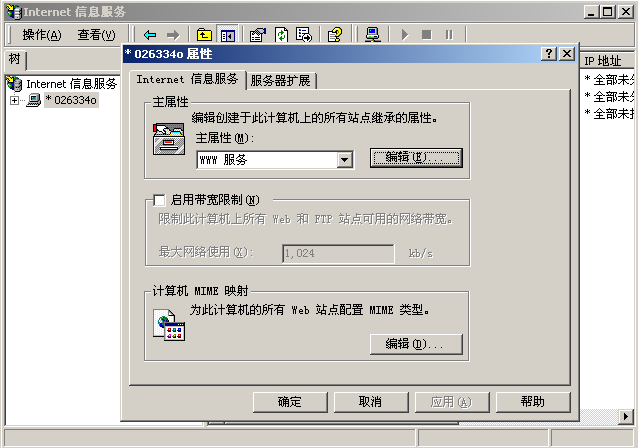 Internet 信息服务
操作(A) 查看(V)
树
Internet 信息服务
* 026334o
IP 地址
* 全部未
* 全部未
* 全部未
* 026334o 属性
Internet 信息服务 服务器扩展
主属性
编辑创建于此计算机上的所有站点继承的属性。
主属性(M):
WWW 服务 编辑(E)...
启用带宽限制(N)
限制此计算机上所有 Web 和 FTP 站点可用的网络带宽。
最大网络使用(X): 1,024 kb/s
计算机 MIME 映射
为此计算机的所有 Web 站点配置 MIME 类型。
编辑(D)...
确定 取消 应用(A) 帮助